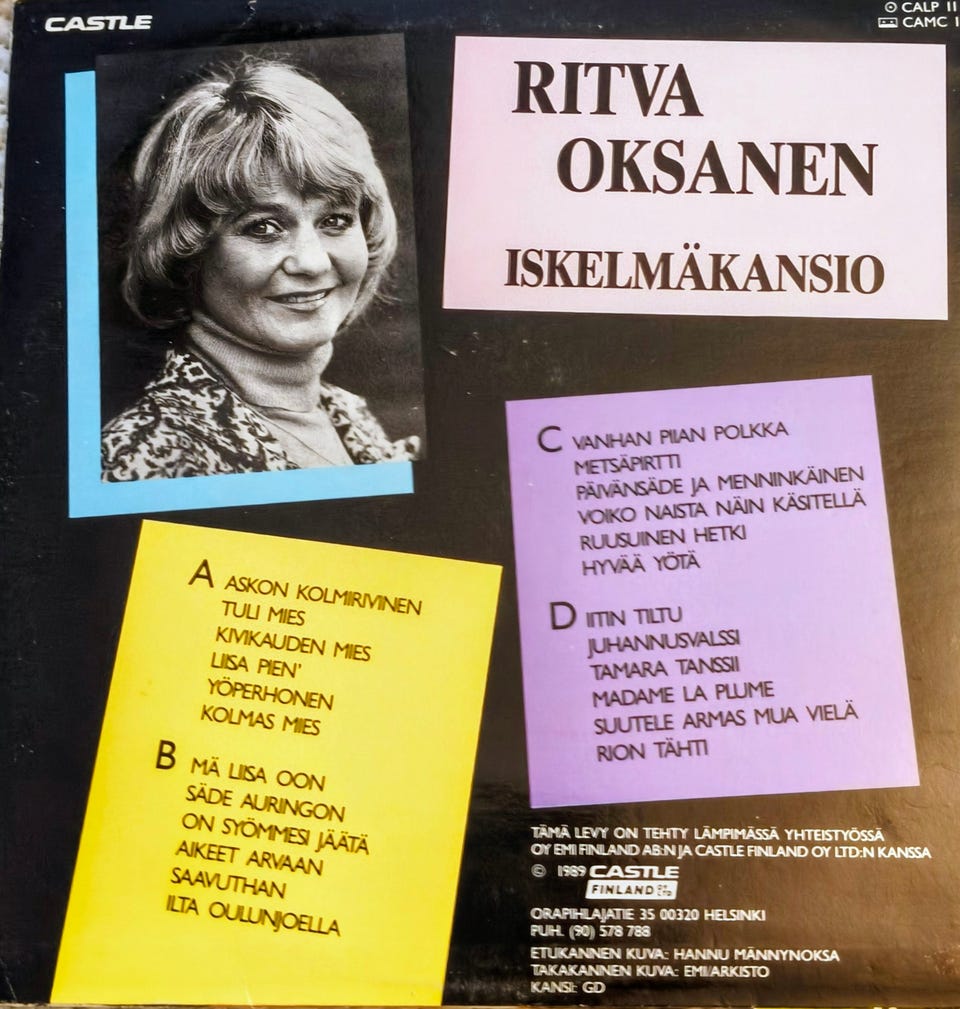 CASTLE
CALP 11
CAMC 1
RITVA
OKSANEN
ISKELMÄKANSIO
C VANHAN PIIAN POLKKA
METSÄPIRTTI
PÄIVÄNSÄDE JA MENNINKÄINEN
VOIKO NAISTA NÄIN KÄSITELLÄ
RUUSUINEN HETKI
HYVÄÄ YÖTÄ
D IITIN TILTU
JUHANNUSVALSSI
TAMARA TANSSII
MADAME LA PLUME
SUUTELE ARMAS MUA VIELÄ
RION TÄHTI
A ASKON KOLMIRIVINEN
TULI MIES
KIVIKAUDEN MIES
LIISA PIEN'
YÖPERHONEN
KOLMAS MIES
B MÄ LIISA OON
SÄDE AURINGON
ON SYÖMMESI JÄÄTÄ
AIKEET ARVAAN
SAAVUTHAN
ILTA OULUNJOELLA
TÄMÄ LEVY ON TEHTY LÄMPIMÄSSÄ YHTEISTYÖSSÄ
OY EMI FINLAND AB:N JA CASTLE FINLAND OY LTD:N KANSSA
© 1989 CASTLE
FINLAND OY LTD
ORAPIHLAJATIE 35 00320 HELSINKI
PUH. (90) 578 788
ETUKANNEN KUVA: HANNU MÄNNYNOKSA
TAKAKANNEN KUVA: EMI/ARKISTO
KANSI: GD